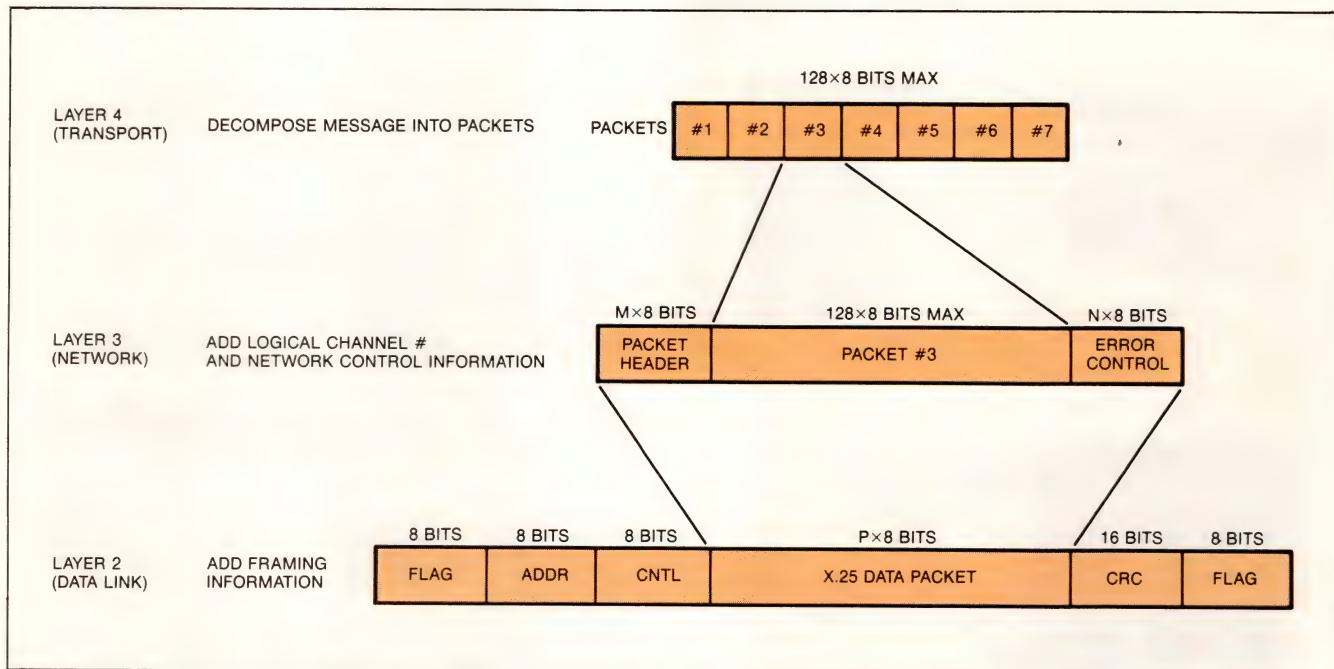 128×8 BITS MAX
LAYER 4
(TRANSPORT)
DECOMPOSE MESSAGE INTO PACKETS
PACKETS
#1 #2 #3 #4 #5 #6 #7
LAYER 3
(NETWORK)
ADD LOGICAL CHANNEL #
AND NETWORK CONTROL INFORMATION
M×8 BITS 128×8 BITS MAX N×8 BITS
PACKET
HEADER
PACKET #3
ERROR
CONTROL
LAYER 2
(DATA LINK)
ADD FRAMING
INFORMATION
8 BITS 8 BITS 8 BITS P×8 BITS 16 BITS 8 BITS
FLAG ADDR CNTL X.25 DATA PACKET CRC FLAG